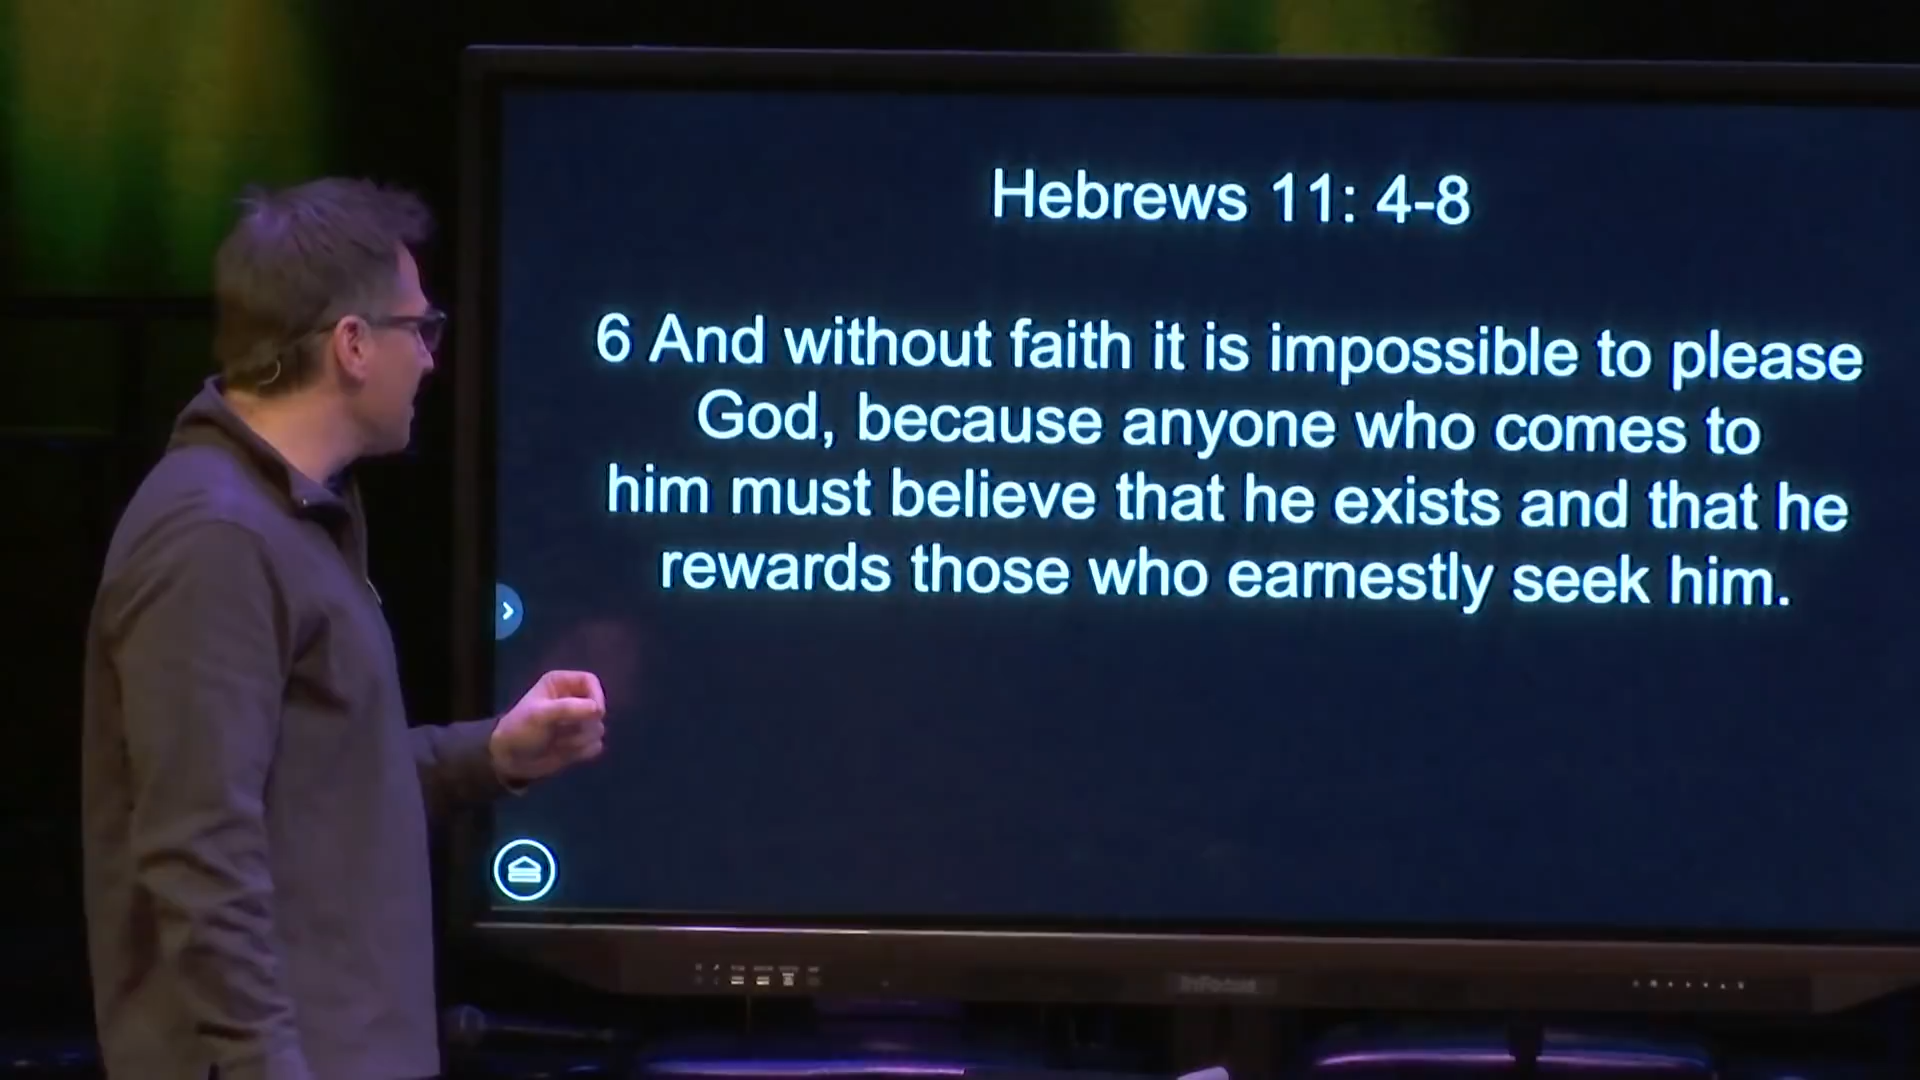 Hebrews 11: 4-8
6 And without faith it is impossible to please
God, because anyone who comes to
him must believe that he exists and that he
rewards those who earnestly seek him.
InFocus